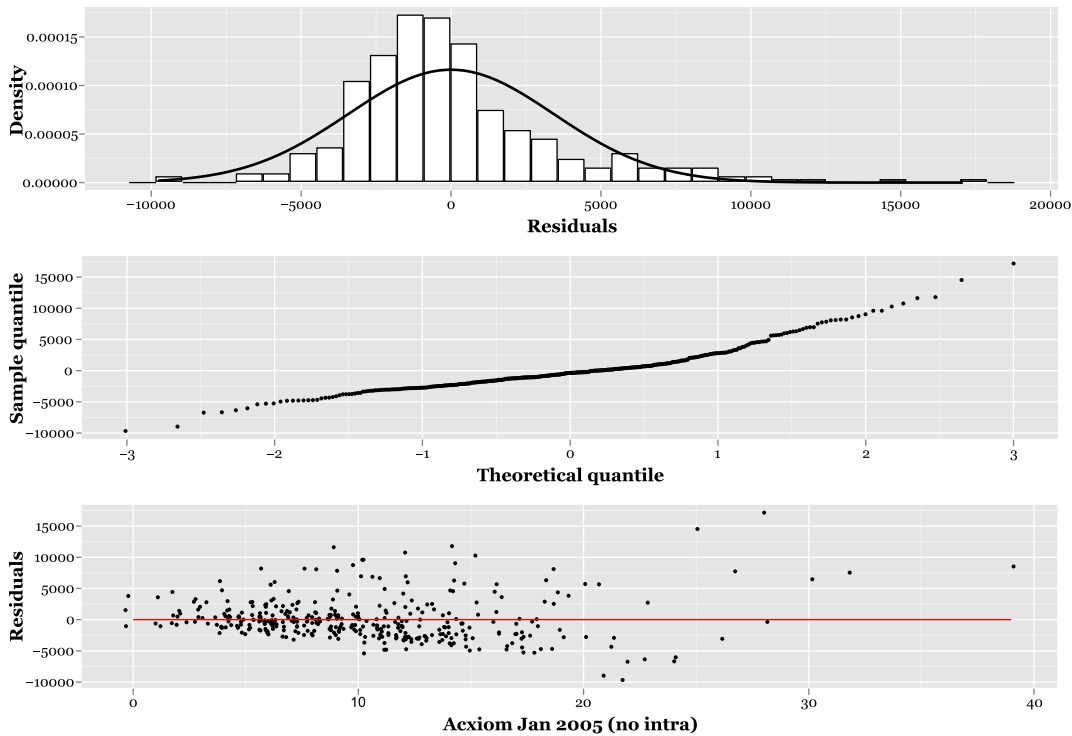 Density
0.00015
0.00010
0.00005
0.00000
−10000 −5000 0 5000 10000 15000 20000
Residuals
Sample quantile
15000
10000
5000
0
−5000
−10000
−3 −2 −1 0 1 2 3
Theoretical quantile
Residuals
15000
10000
5000
0
−5000
−10000
0 10 20 30 40
Acxiom Jan 2005 (no intra)